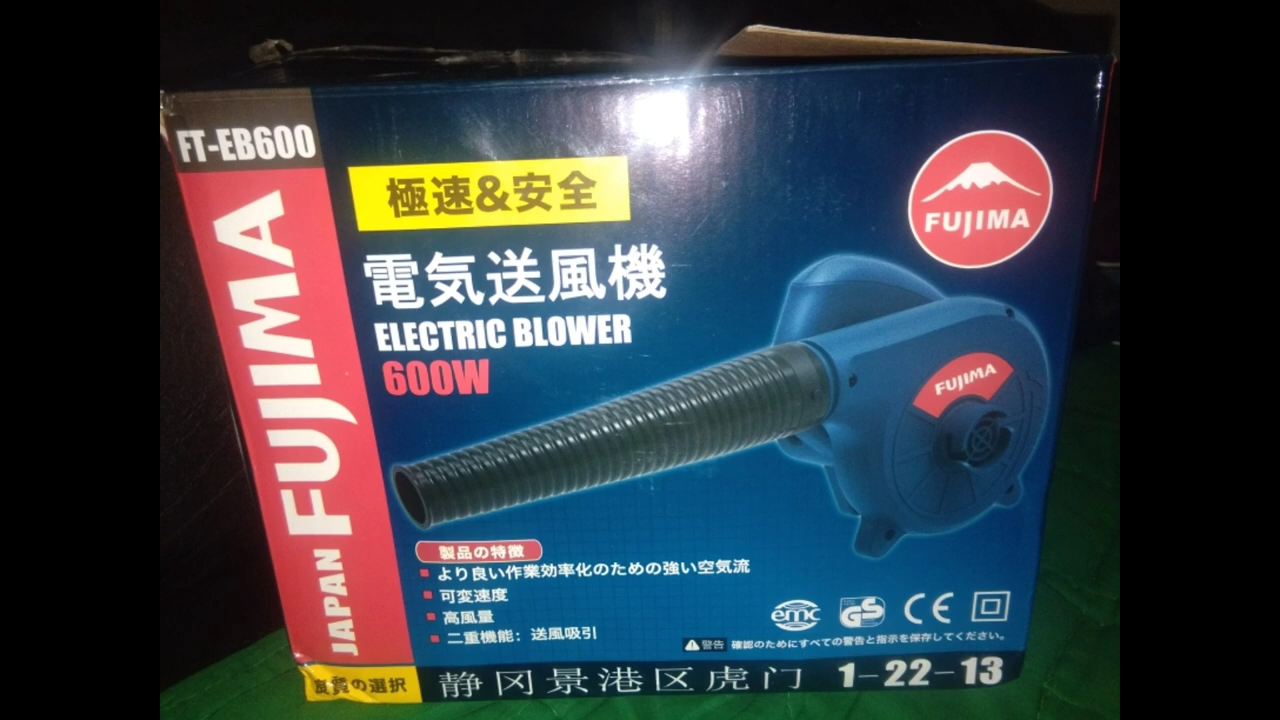 FT-EB600
JAPAN FUJIMA
極速&安全
電気送風機
ELECTRIC BLOWER
600W
FUJIMA
FUJIMA
製品の特徴
より良い作業効率化のための強い空気流
可変速度
高風量
二重機能: 送風吸引
emc
GS
CE
警告 確認のためにすべての警告と指示を保存してください。
の選択
静冈景港区虎门 1-22-13